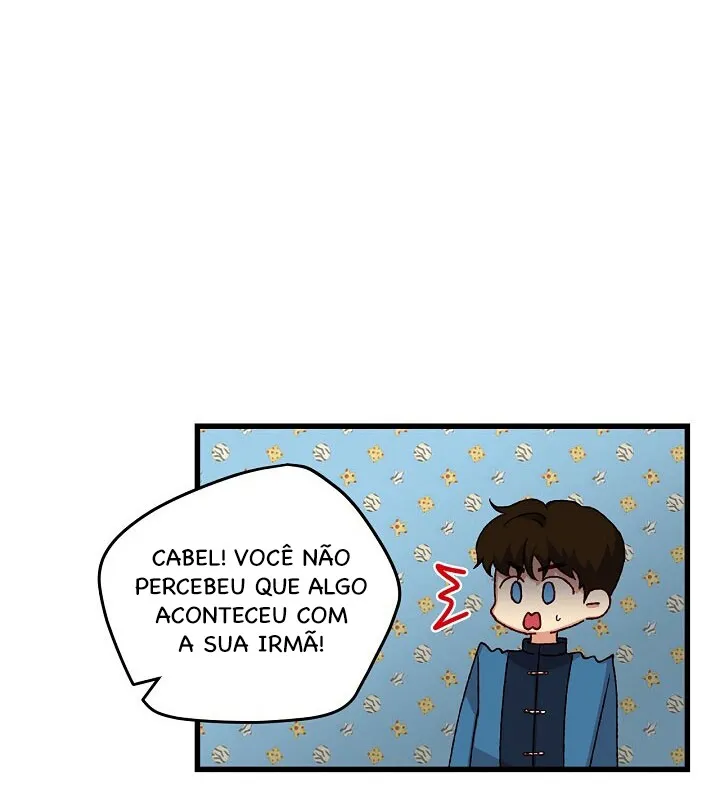 CABEL! VOCÊ NÃO
PERCEBEU QUE ALGO
ACONTECEU COM
A SUA IRMÃ!